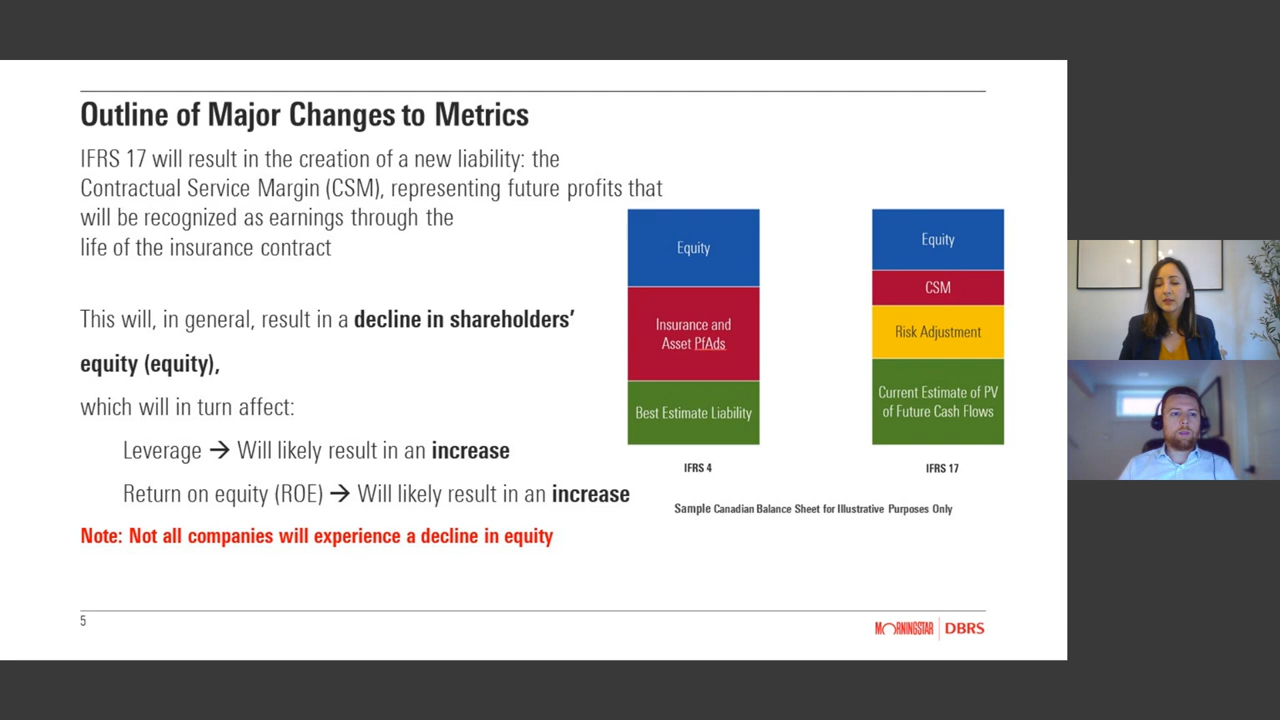 Outline of Major Changes to Metrics
IFRS 17 will result in the creation of a new liability: the
Contractual Service Margin (CSM), representing future profits that
will be recognized as earnings through the
life of the insurance contract
This will, in general, result in a decline in shareholders'
equity (equity),
which will in turn affect:
Leverage → Will likely result in an increase
Return on equity (ROE) → Will likely result in an increase
Note: Not all companies will experience a decline in equity
Equity
Insurance and
Asset PfAds
Best Estimate Liability
IFRS 4
Equity
CSM
Risk Adjustment
Current Estimate of PV
of Future Cash Flows
IFRS 17
Sample Canadian Balance Sheet for Illustrative Purposes Only
5
MORNINGSTAR | DBRS